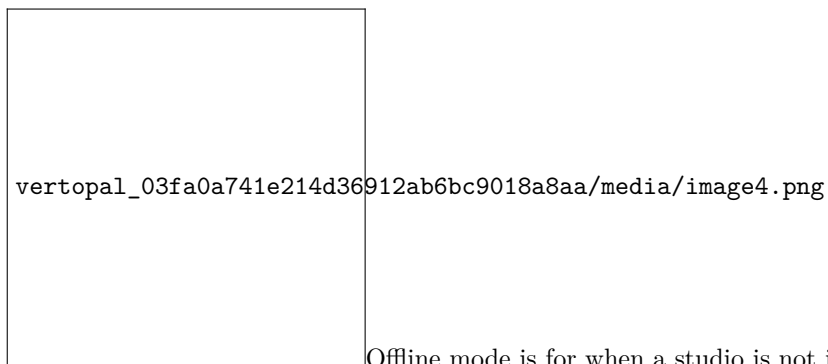 vertopal_03fa0a741e214d36912ab6bc9018a8aa/media/image4.png
Offline mode is for when a studio is not